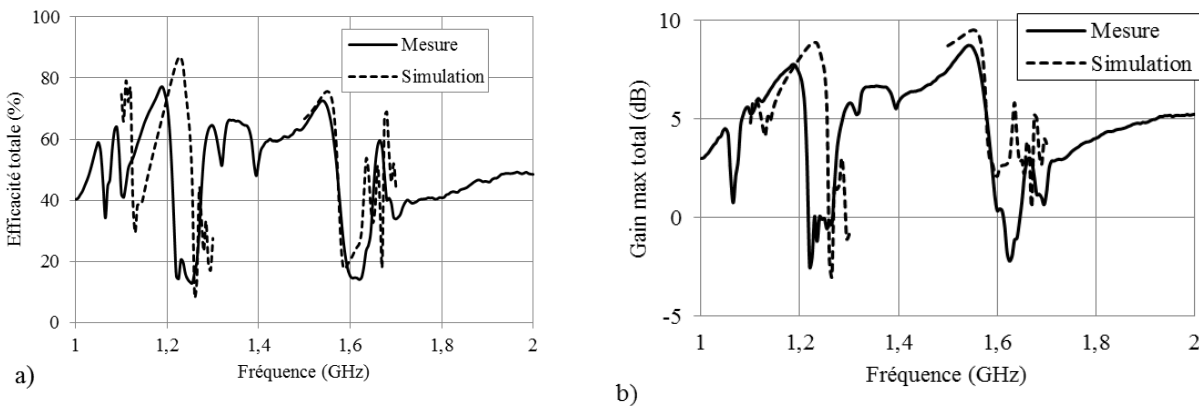 100
80
60
40
20
0
Efficacité totale (%)
Mesure
Simulation
1
1,2
1,4
1,6
1,8
2
Fréquence (GHz)
a)
10
5
0
-5
Gain max total (dB)
Mesure
Simulation
1
1,2
1,4
1,6
1,8
2
Fréquence (GHz)
b)